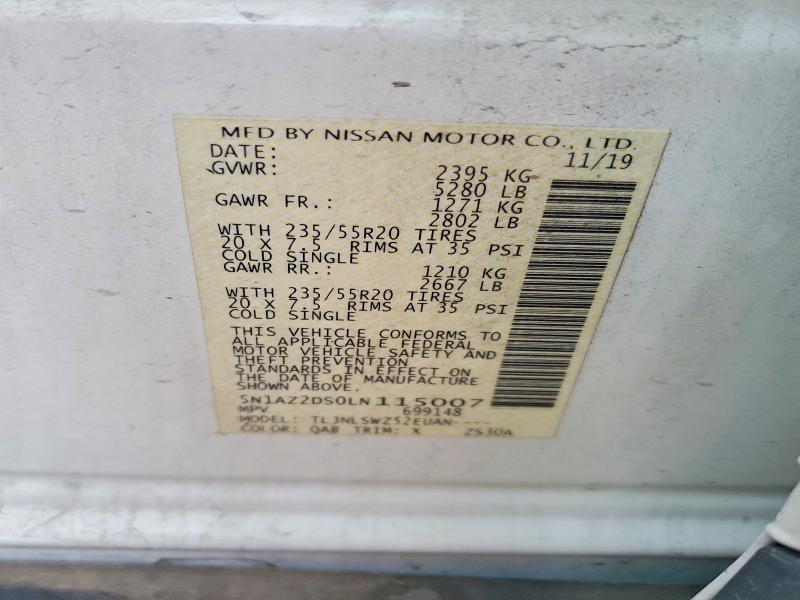 MFD BY NISSAN MOTOR CO., LTD.
DATE: 11/19
GVWR: 2395 KG
5280 LB
GAWR FR.: 1271 KG
2802 LB
WITH 235/55R20 TIRES
20 X 7.5 RIMS AT 35 PSI
COLD SINGLE
GAWR RR.: 1210 KG
2667 LB
WITH 235/55R20 TIRES
20 X 7.5 RIMS AT 35 PSI
COLD SINGLE
THIS VEHICLE CONFORMS TO
ALL APPLICABLE FEDERAL
MOTOR VEHICLE SAFETY AND
THEFT PREVENTION
STANDARDS IN EFFECT ON
THE DATE OF MANUFACTURE
SHOWN ABOVE.
5N1AZ2DS0LN115007
MPV 699148
MODEL: TLJNLSWZ52EUAN----
COLOR: QAB TRIM: X ZS30A